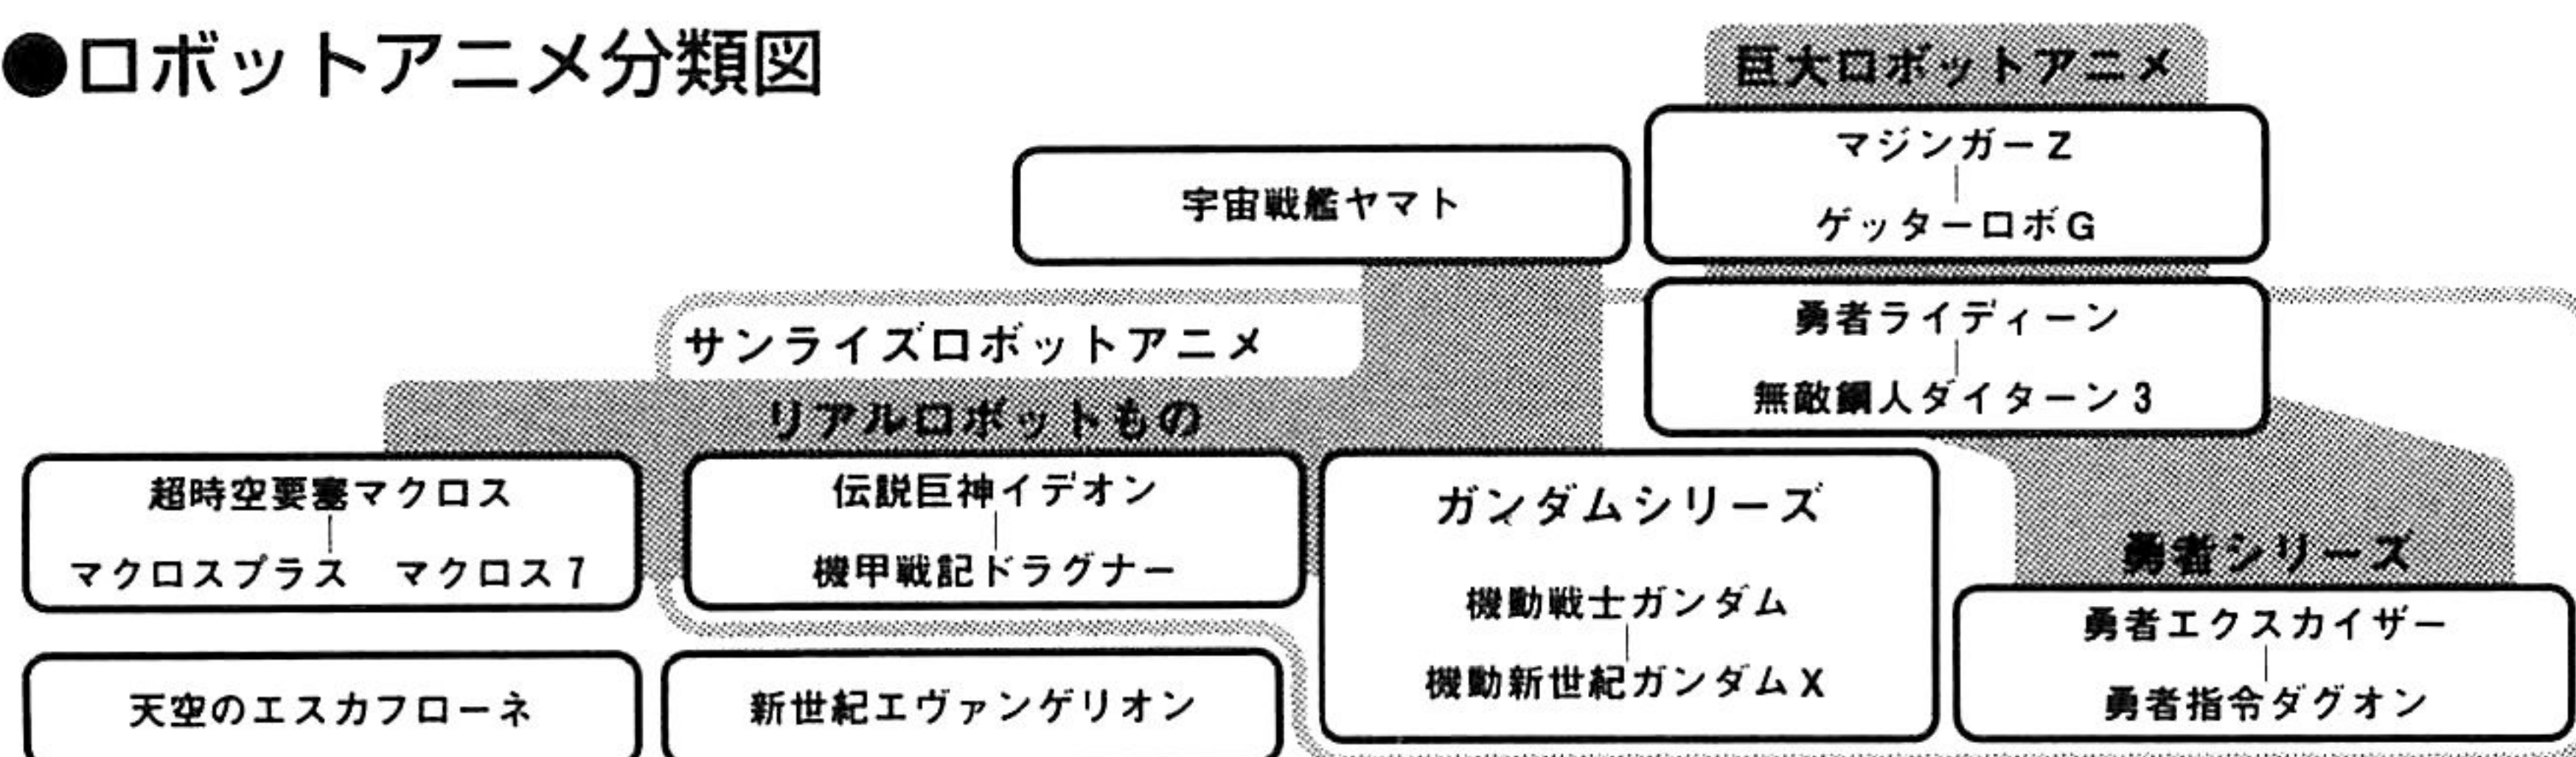 ●ロボットアニメ分類図
巨大ロボットアニメ
マジンガーZ
ゲッターロボG
宇宙戦艦ヤマト
勇者ライディーン
無敵鋼人ダイターン3
サンライズロボットアニメ
リアルロボットもの
超時空要塞マクロス
マクロスプラス　マクロス7
伝説巨神イデオン
機甲戦記ドラグナー
ガンダムシリーズ
機動戦士ガンダム
機動新世紀ガンダムX
勇者シリーズ
勇者エクスカイザー
勇者指令ダグオン
天空のエスカフローネ
新世紀エヴァンゲリオン